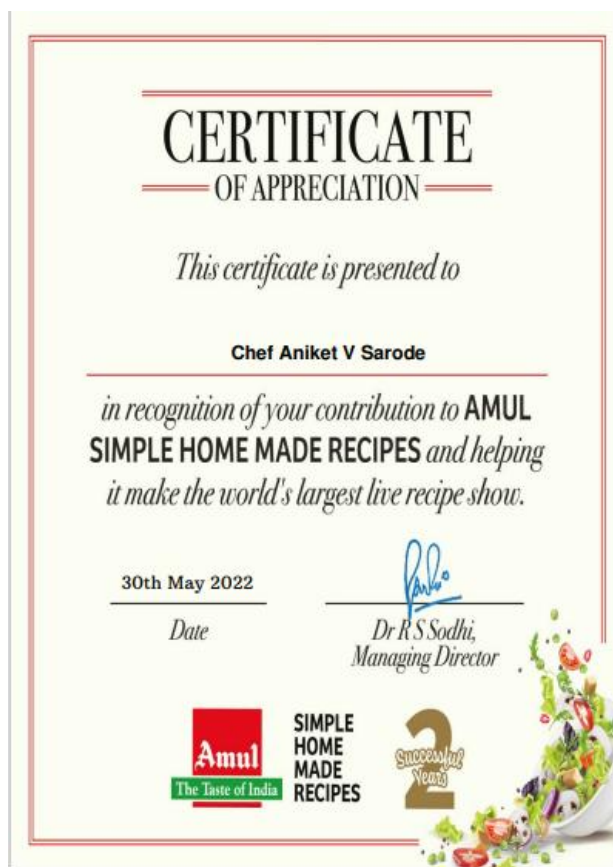 CERTIFICATE
OF APPRECIATION
This certificate is presented to
Chef Aniket V Sarode
in recognition of your contribution to AMUL
SIMPLE HOME MADE RECIPES and helping
it make the world's largest live recipe show.
30th May 2022
Date
Dr R S Sodhi,
Managing Director
Amul
The Taste of India
SIMPLE
HOME
MADE
RECIPES
2
Successful
Years